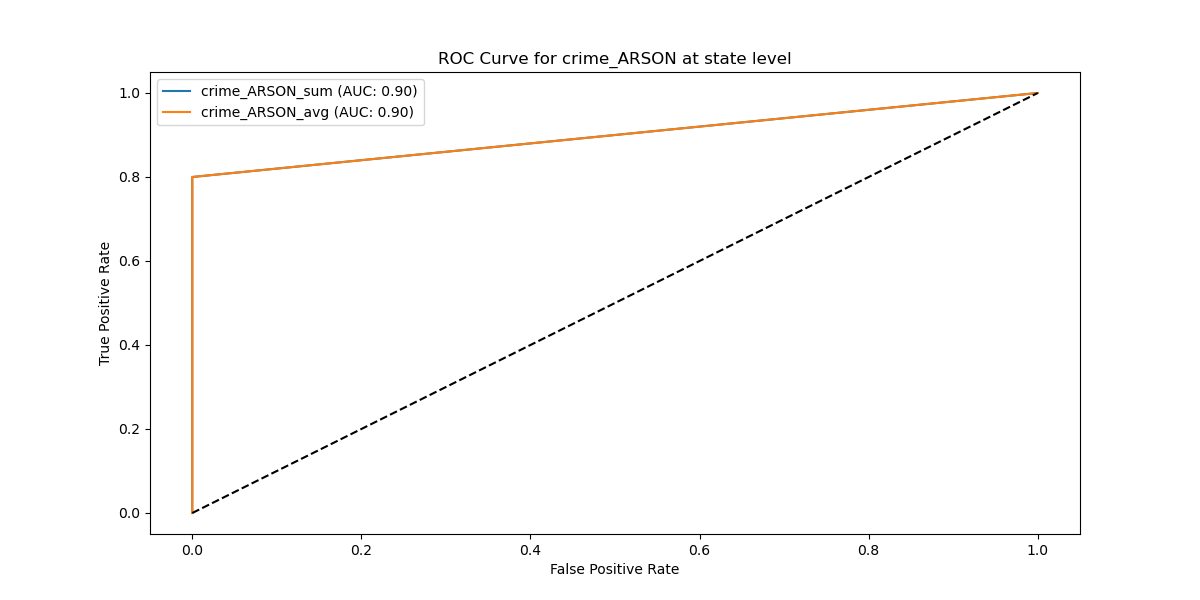 ROC Curve for crime_ARSON at state level
crime_ARSON_sum (AUC: 0.90)
crime_ARSON_avg (AUC: 0.90)
True Positive Rate
1.0
0.8
0.6
0.4
0.2
0.0
0.0 0.2 0.4 0.6 0.8 1.0
False Positive Rate